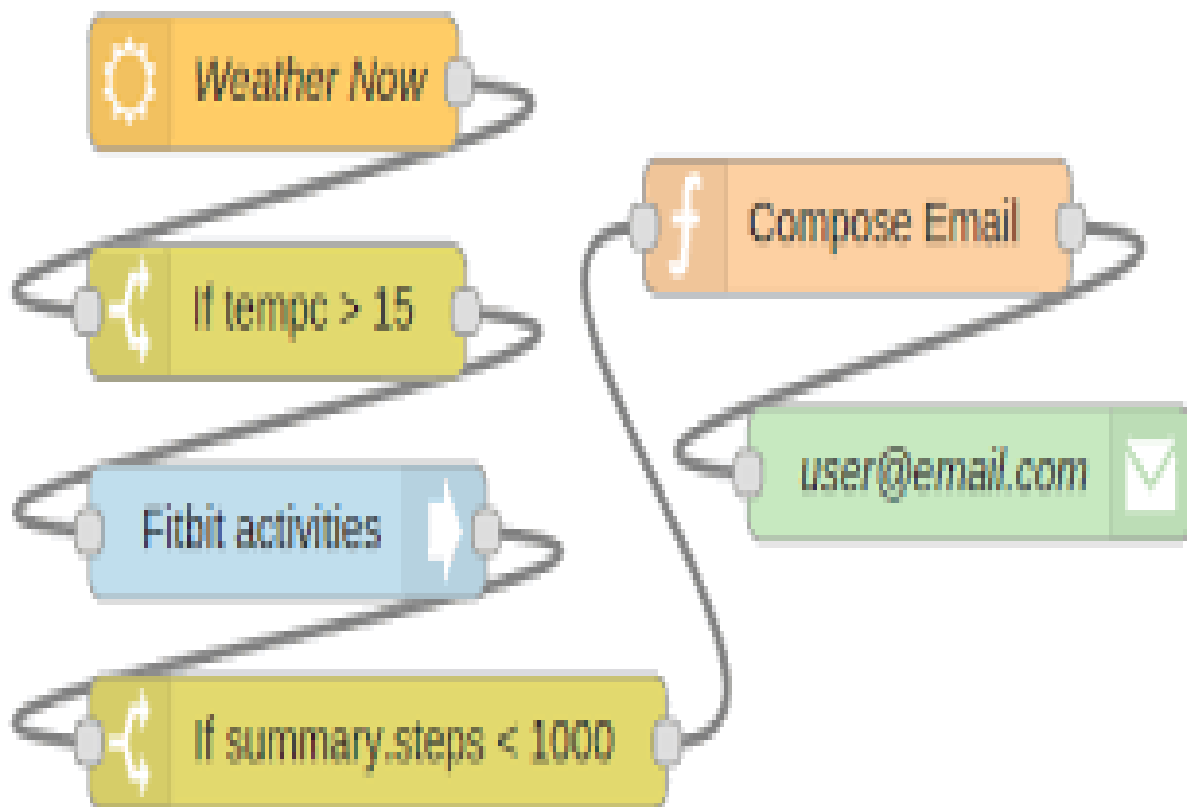 Weather Now
If tempc > 15
Fitbit activities
If summary.steps < 1000
Compose Email
user@email.com